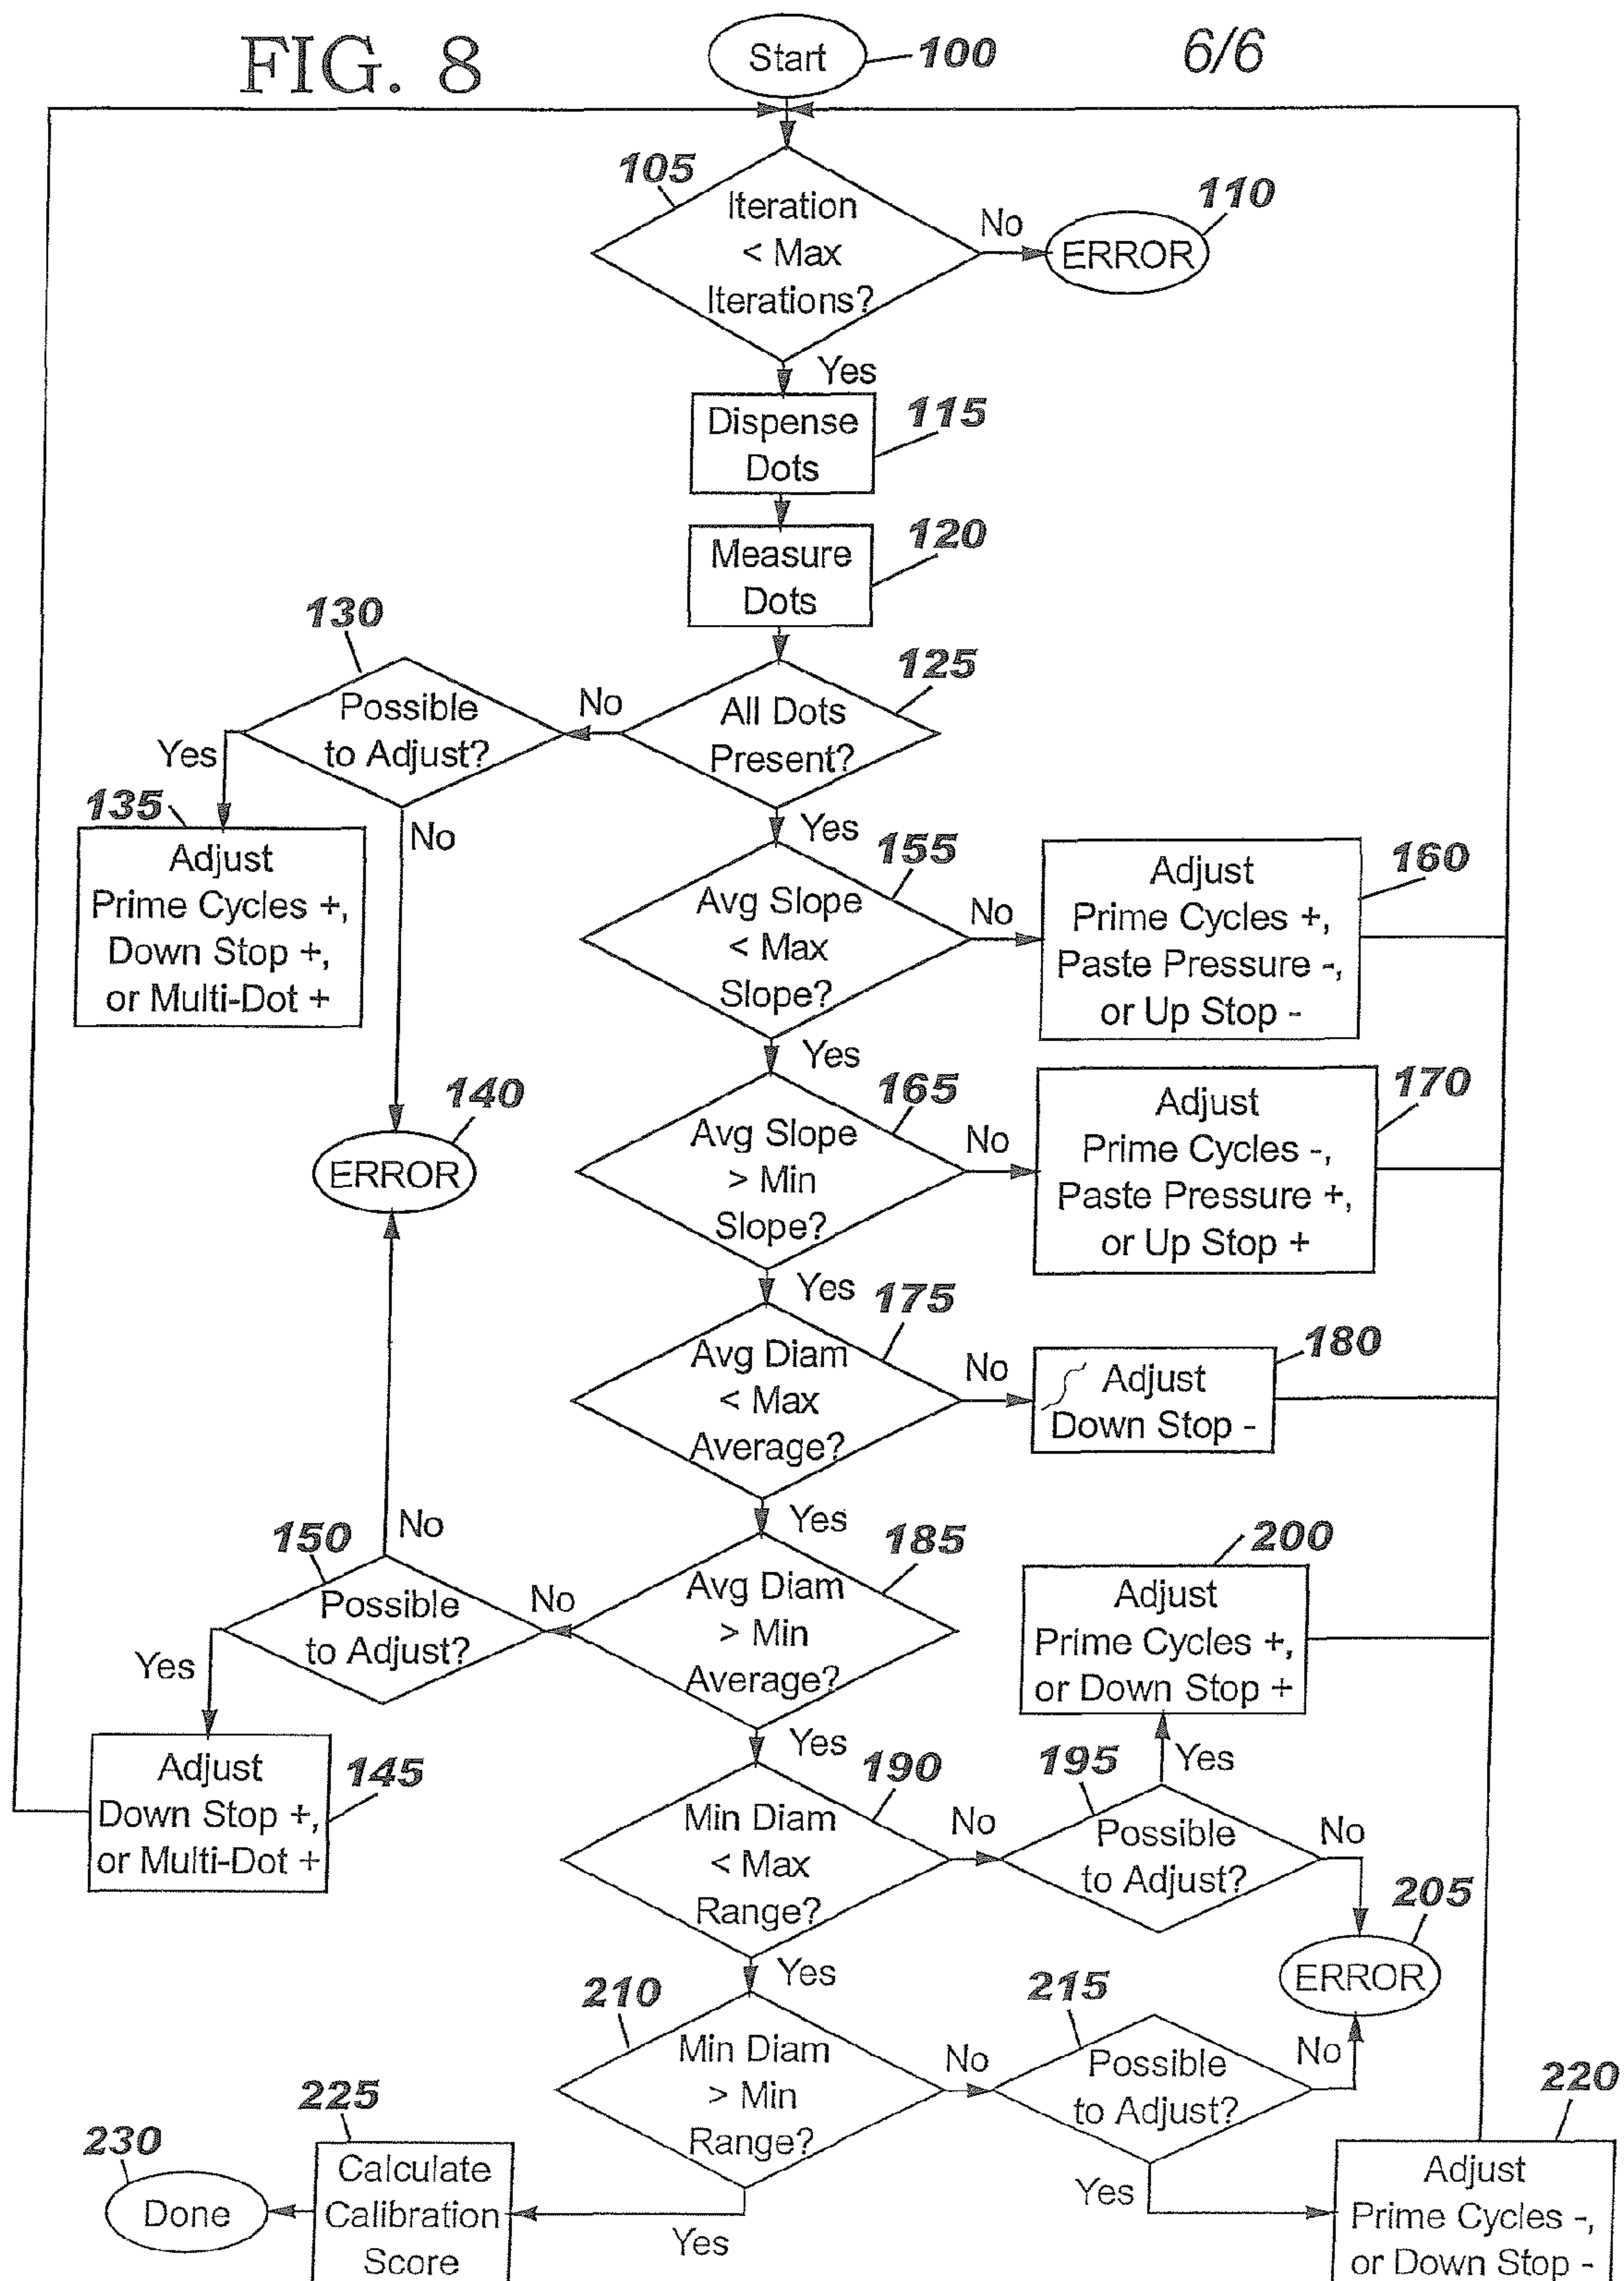 FIG. 8
6/6
Start
100
105
Iteration
< Max
Iterations?
No
110
ERROR
Yes
Dispense
Dots
115
Measure
Dots
120
130
Possible
to Adjust?
No
125
All Dots
Present?
Yes
135
Adjust
Prime Cycles +,
Down Stop +,
or Multi-Dot +
No
Yes
155
Avg Slope
< Max
Slope?
No
160
Adjust
Prime Cycles +,
Paste Pressure -,
or Up Stop -
Yes
140
ERROR
165
Avg Slope
> Min
Slope?
No
170
Adjust
Prime Cycles -,
Paste Pressure +,
or Up Stop +
Yes
175
Avg Diam
< Max
Average?
No
180
Adjust
Down Stop -
Yes
150
No
Possible
to Adjust?
No
185
Avg Diam
> Min
Average?
200
Adjust
Prime Cycles +,
or Down Stop +
Yes
Adjust
Down Stop +,
or Multi-Dot +
145
Yes
190
Min Diam
< Max
Range?
No
195
Yes
Possible
to Adjust?
No
205
ERROR
Yes
210
Min Diam
> Min
Range?
No
215
Possible
to Adjust?
No
220
Yes
Adjust
Prime Cycles -,
or Down Stop -
Yes
225
Calculate
Calibration
Score
230
Done